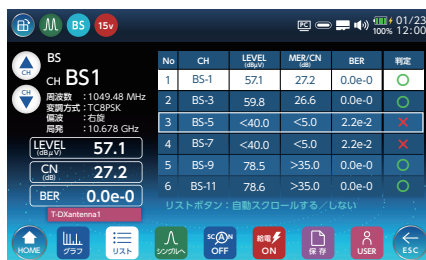 BS 15v PC 100% 01/23 12:00
BS
CH BS1
CH
CH
周波数 :1049.48 MHz
変調方式 :TC8PSK
偏波 :右旋
局発 :10.678 GHz
LEVEL (dBμV) 57.1
CN (dB) 27.2
BER 0.0e-0
T-DXantenna1
No CH LEVEL (dBμV) MER/CN (dB) BER 判定
1 BS-1 57.1 27.2 0.0e-0 ○
2 BS-3 59.8 26.6 0.0e-0 ○
3 BS-5 <40.0 <5.0 2.2e-2 ×
4 BS-7 <40.0 <5.0 2.2e-2 ×
5 BS-9 78.5 >35.0 0.0e-0 ○
6 BS-11 78.6 >35.0 0.0e-0 ○
リストボタン:自動スクロールする/しない
HOME グラフ リスト シングルへ SCAN OFF 給電 ON 保存 USER ESC